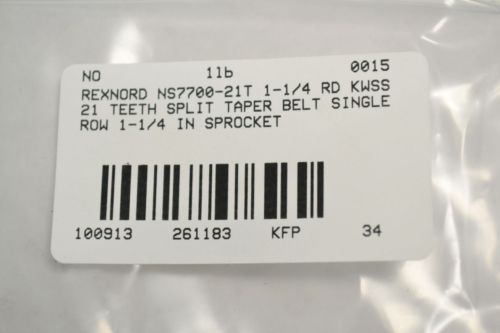 NO 1lb 0015
REXNORD NS7700-21T 1-1/4 RD KWSS
21 TEETH SPLIT TAPER BELT SINGLE
ROW 1-1/4 IN SPROCKET
100913 261183 KFP 34